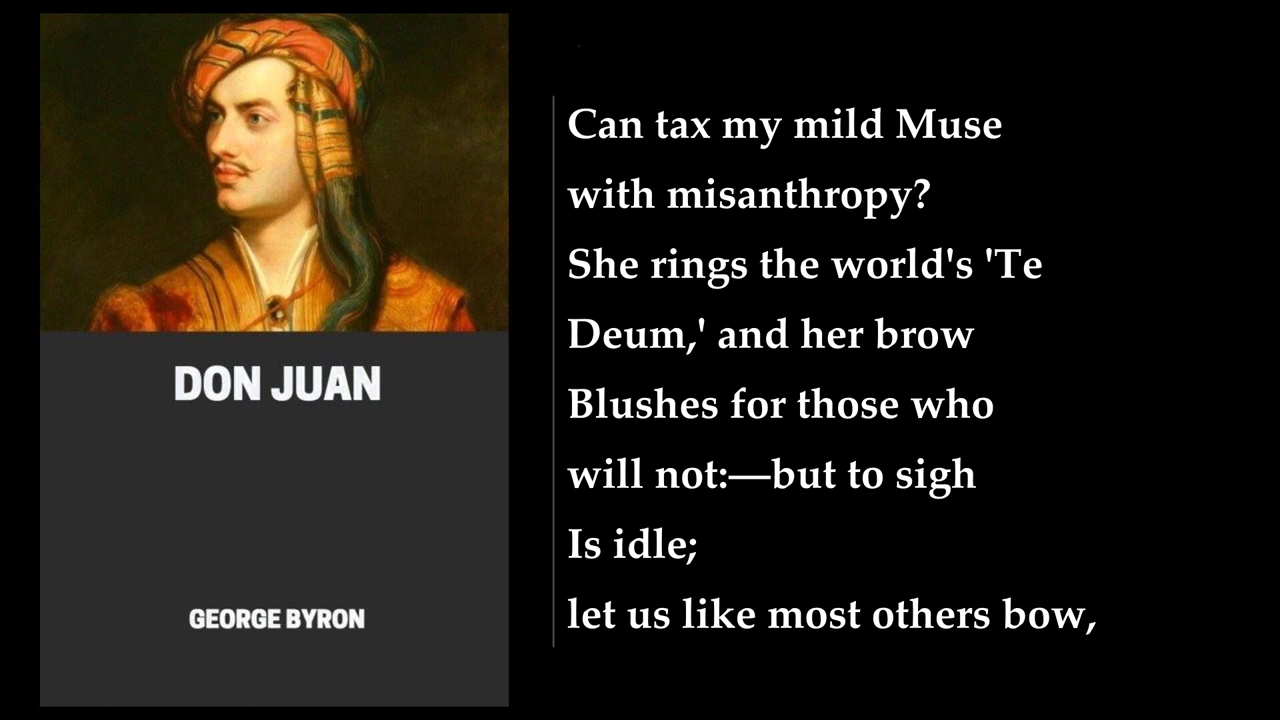 DON JUAN
GEORGE BYRON
Can tax my mild Muse
with misanthropy?
She rings the world's 'Te
Deum,' and her brow
Blushes for those who
will not:—but to sigh
Is idle;
let us like most others bow,